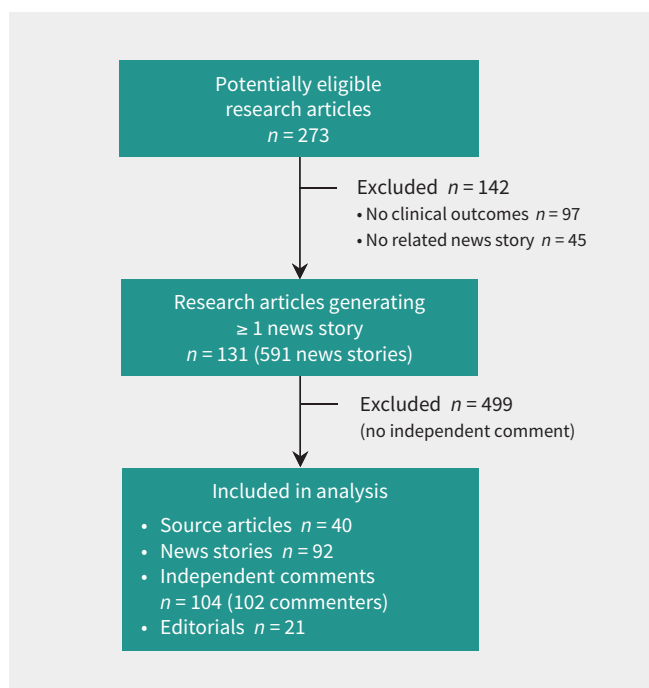 Potentially eligible
research articles
n = 273
Excluded n = 142
• No clinical outcomes n = 97
• No related news story n = 45
Research articles generating
≥ 1 news story
n = 131 (591 news stories)
Excluded n = 499
(no independent comment)
Included in analysis
• Source articles n = 40
• News stories n = 92
• Independent comments
n = 104 (102 commenters)
• Editorials n = 21